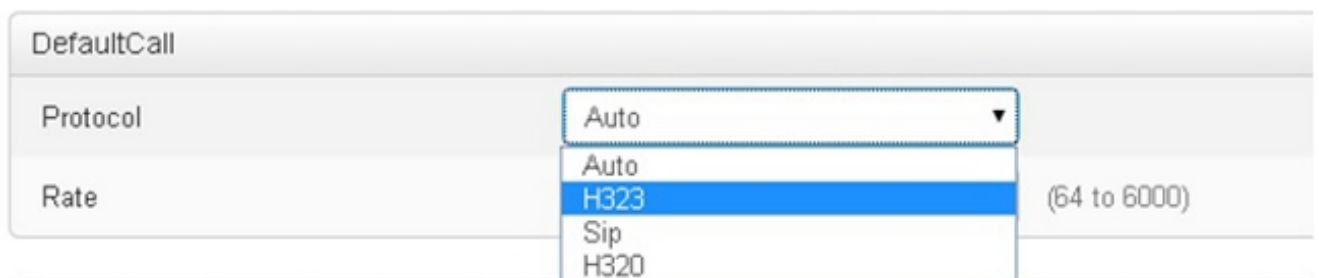 DefaultCall
Protocol
Auto
Auto
H323
Rate
(64 to 6000)
Sip
H320